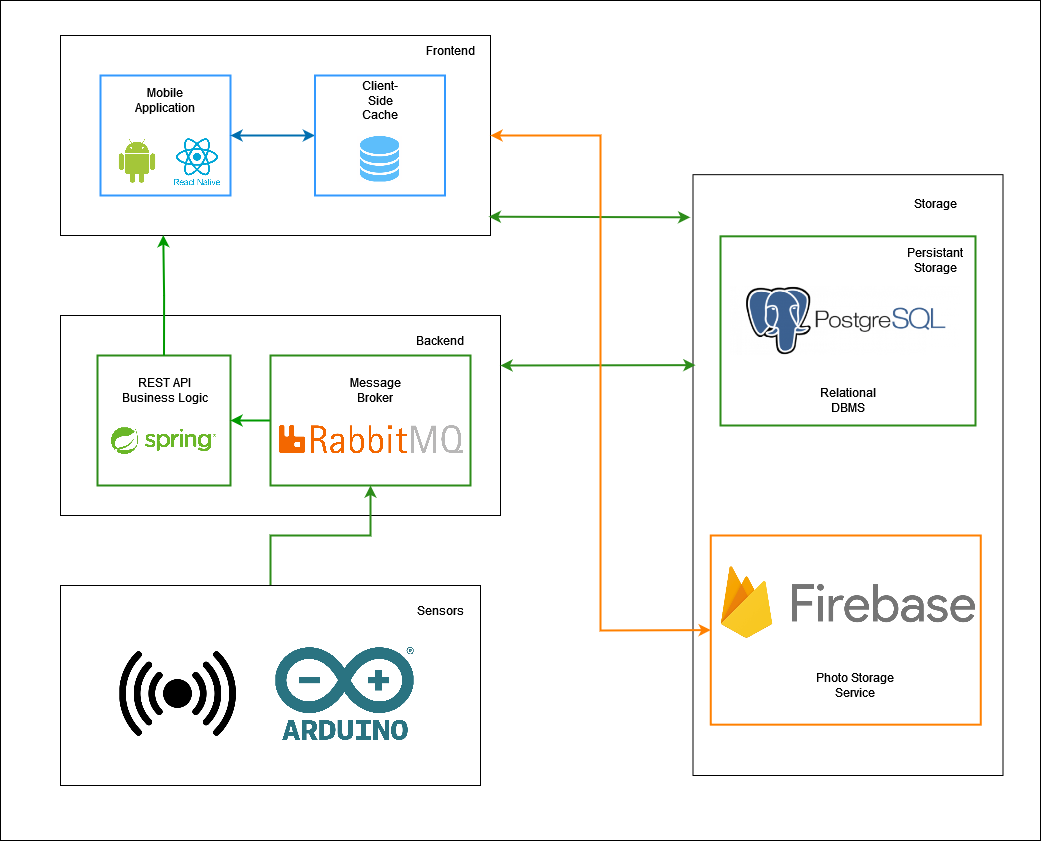 Frontend
Mobile
Application
React Native
Client-
Side
Cache
Storage
Persistant
Storage
PostgreSQL
Relational
DBMS
Backend
REST API
Business Logic
spring
Message
Broker
RabbitMQ
Firebase
Photo Storage
Service
Sensors
ARDUINO